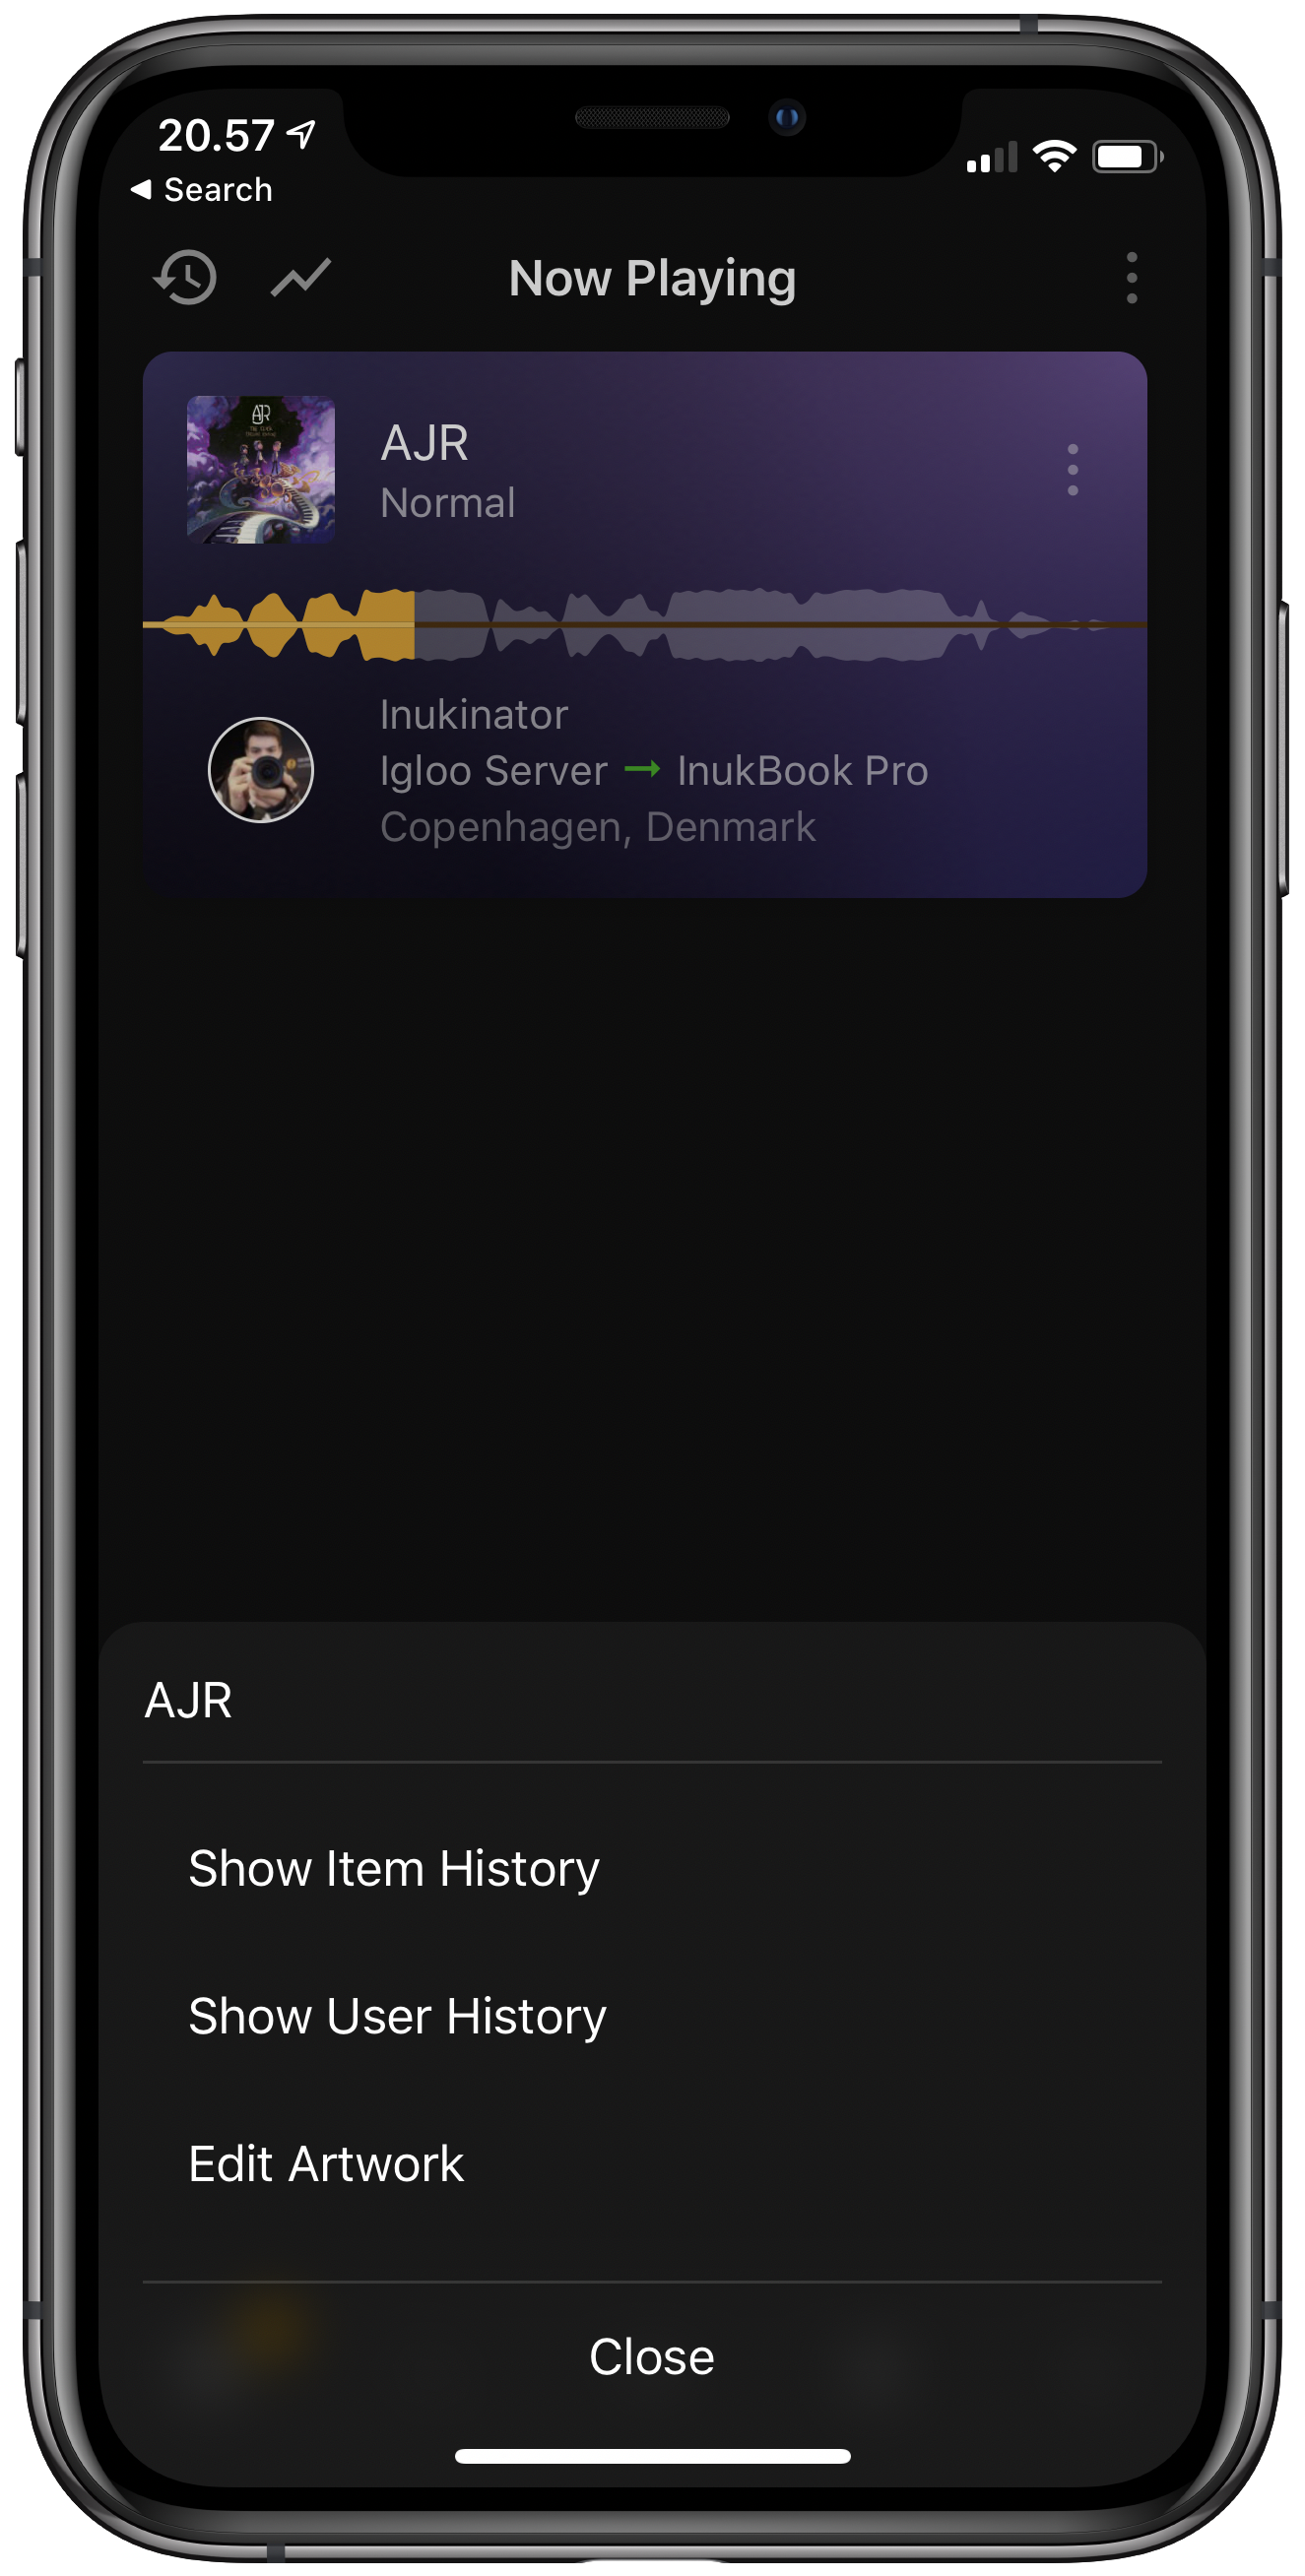 20.57
Search
Now Playing
AJR
AJR
Normal
Inukinator
Igloo Server → InukBook Pro
Copenhagen, Denmark
AJR
Show Item History
Show User History
Edit Artwork
Close